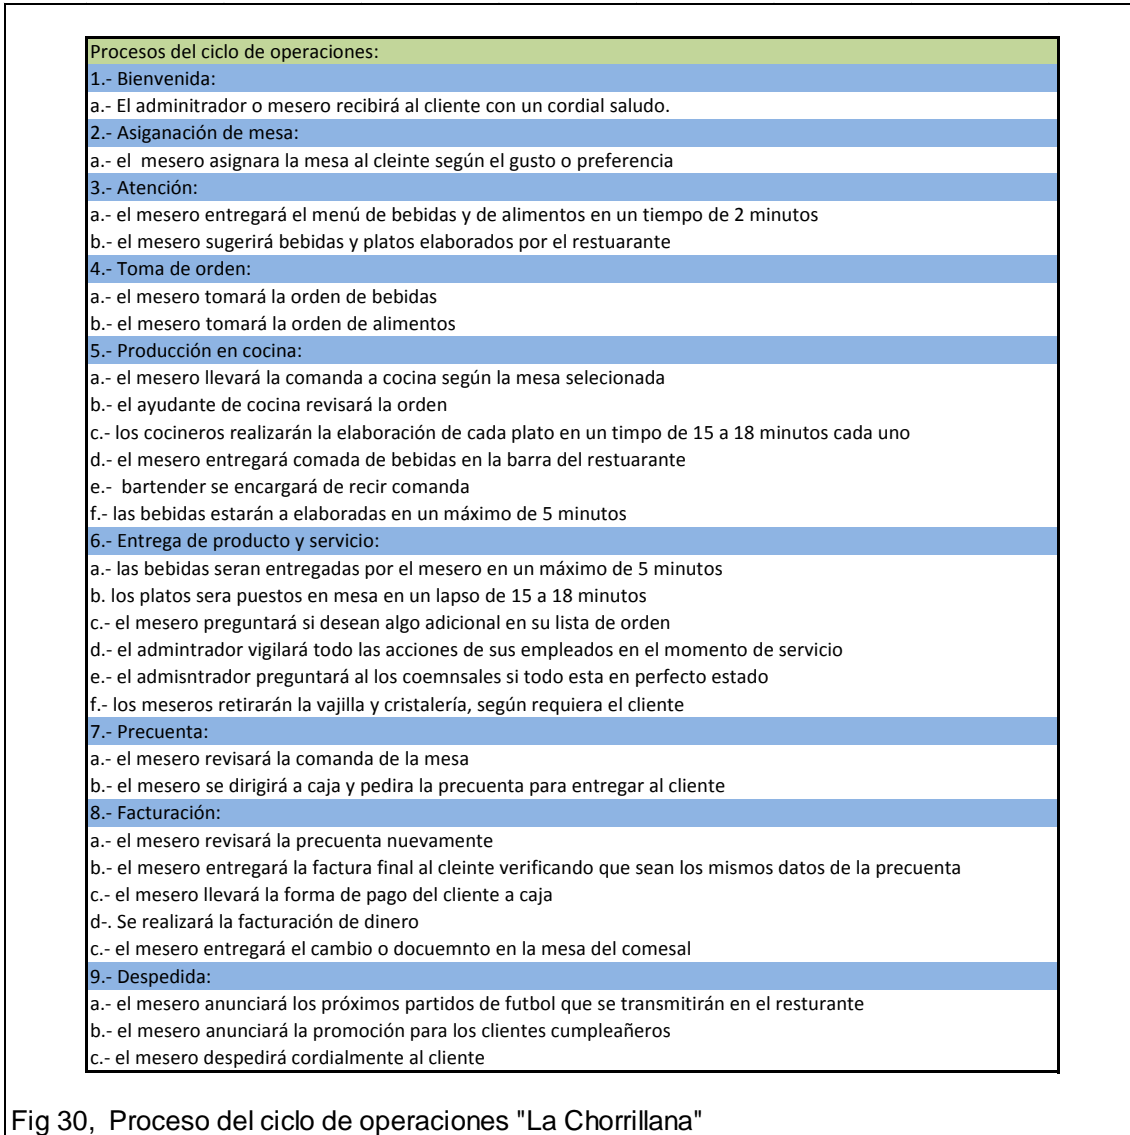 Procesos del ciclo de operaciones:
1.- Bienvenida:
a.- El adminitrador o mesero recibirá al cliente con un cordial saludo.
2.- Asiganación de mesa:
a.- el  mesero asignara la mesa al cleinte según el gusto o preferencia
3.- Atención:
a.- el mesero entregará el menú de bebidas y de alimentos en un tiempo de 2 minutos
b.- el mesero sugerirá bebidas y platos elaborados por el restuarante
4.- Toma de orden:
a.- el mesero tomará la orden de bebidas
b.- el mesero tomará la orden de alimentos
5.- Producción en cocina:
a.- el mesero llevará la comanda a cocina según la mesa selecionada
b.- el ayudante de cocina revisará la orden
c.- los cocineros realizarán la elaboración de cada plato en un timpo de 15 a 18 minutos cada uno
d.- el mesero entregará comada de bebidas en la barra del restuarante
e.-  bartender se encargará de recir comanda
f.- las bebidas estarán a elaboradas en un máximo de 5 minutos
6.- Entrega de producto y servicio:
a.- las bebidas seran entregadas por el mesero en un máximo de 5 minutos
b. los platos sera puestos en mesa en un lapso de 15 a 18 minutos
c.- el mesero preguntará si desean algo adicional en su lista de orden
d.- el admintrador vigilará todo las acciones de sus empleados en el momento de servicio
e.- el admisntrador preguntará al los coemnsales si todo esta en perfecto estado
f.- los meseros retirarán la vajilla y cristalería, según requiera el cliente
7.- Precuenta:
a.- el mesero revisará la comanda de la mesa
b.- el mesero se dirigirá a caja y pedira la precuenta para entregar al cliente
8.- Facturación:
a.- el mesero revisará la precuenta nuevamente
b.- el mesero entregará la factura final al cleinte verificando que sean los mismos datos de la precuenta
c.- el mesero llevará la forma de pago del cliente a caja
d-. Se realizará la facturación de dinero
c.- el mesero entregará el cambio o docuemnto en la mesa del comesal
9.- Despedida:
a.- el mesero anunciará los próximos partidos de futbol que se transmitirán en el resturante
b.- el mesero anunciará la promoción para los clientes cumpleañeros
c.- el mesero despedirá cordialmente al cliente
Fig 30,  Proceso del ciclo de operaciones "La Chorrillana"